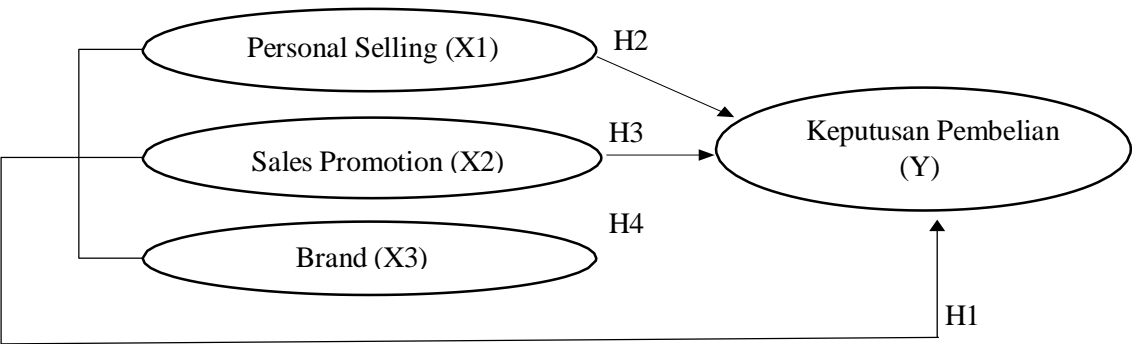 Personal Selling (X1)
H2
H3
Keputusan Pembelian
(Y)
Sales Promotion (X2)
H4
Brand (X3)
H1